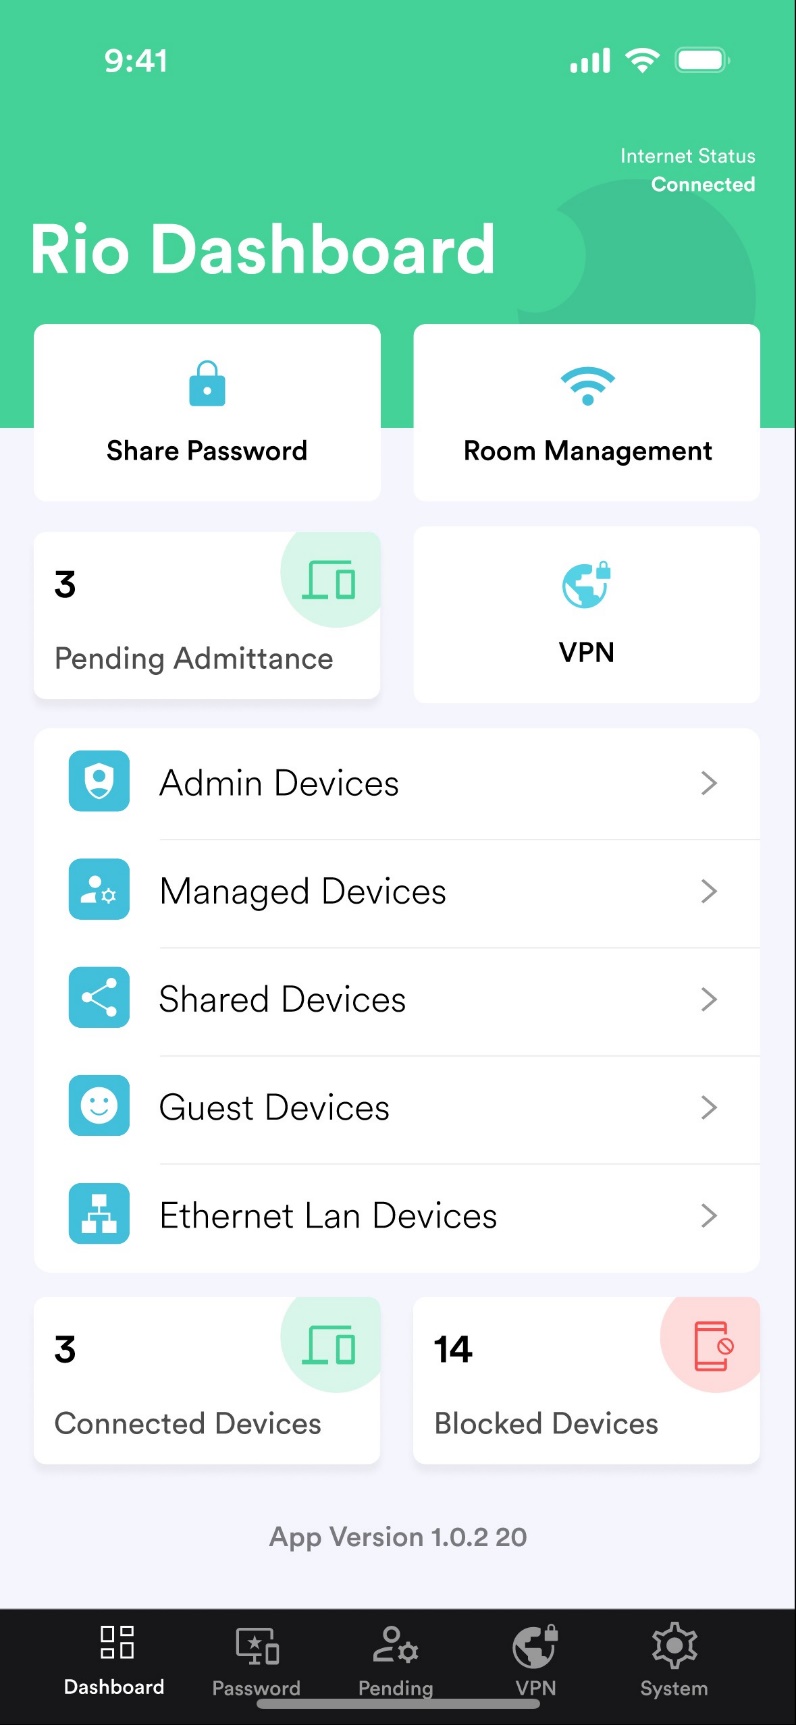 9:41
Internet Status
Connected
Rio Dashboard
Share Password
Room Management
3
Pending Admittance
VPN
Admin Devices
Managed Devices
Shared Devices
Guest Devices
Ethernet Lan Devices
3
Connected Devices
14
Blocked Devices
App Version 1.0.2 20
Dashboard
Password
Pending
VPN
System